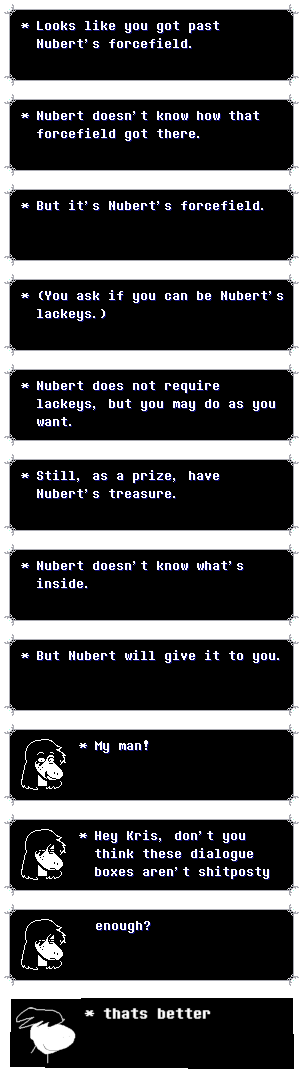 * Looks like you got past
Nubert's forcefield.
* Nubert doesn't know how that
forcefield got there.
* But it's Nubert's forcefield.
* (You ask if you can be Nubert's
lackeys.)
* Nubert does not require
lackeys, but you may do as you
want.
* Still, as a prize, have
Nubert's treasure.
* Nubert doesn't know what's
inside.
* But Nubert will give it to you.
* My man!
* Hey Kris, don't you
think these dialogue
boxes aren't shitposty
enough?
* thats better